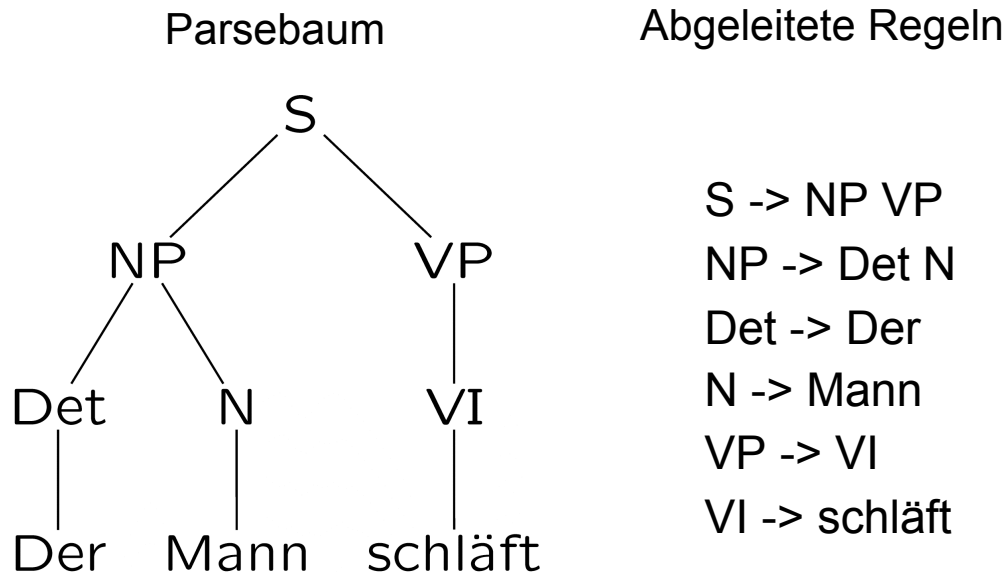 Parsebaum
S
NP VP
Det N VI
Der Mann schläft
Abgeleitete Regeln
S -> NP VP
NP -> Det N
Det -> Der
N -> Mann
VP -> VI
VI -> schläft